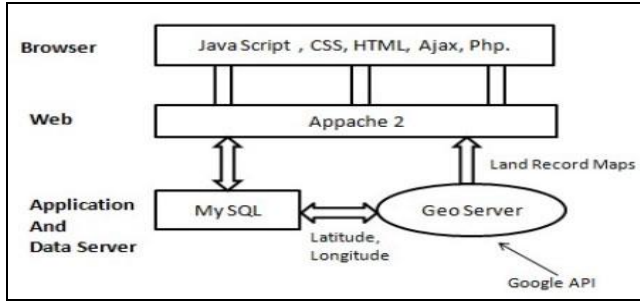 Browser
Java Script , CSS, HTML, Ajax, Php.
Web
Appache 2
Land Record Maps
Application
And
Data Server
My SQL
Geo Server
Latitude,
Longitude
Google API